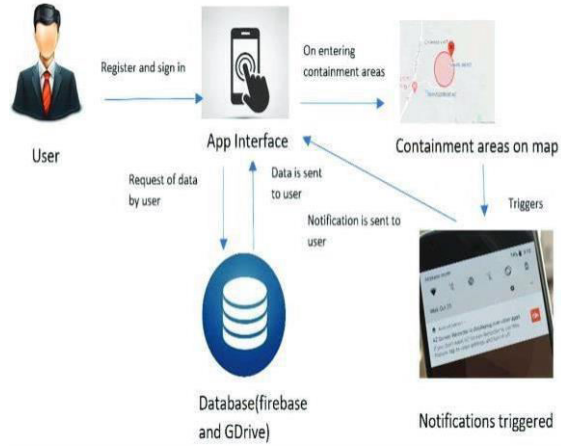 Register and sign in
On entering
containment areas
User
App Interface
Containment areas on map
Request of data
by user
Data is sent
to user
Notification is sent to
user
Triggers
Database(firebase
and GDrive)
Notifications triggered